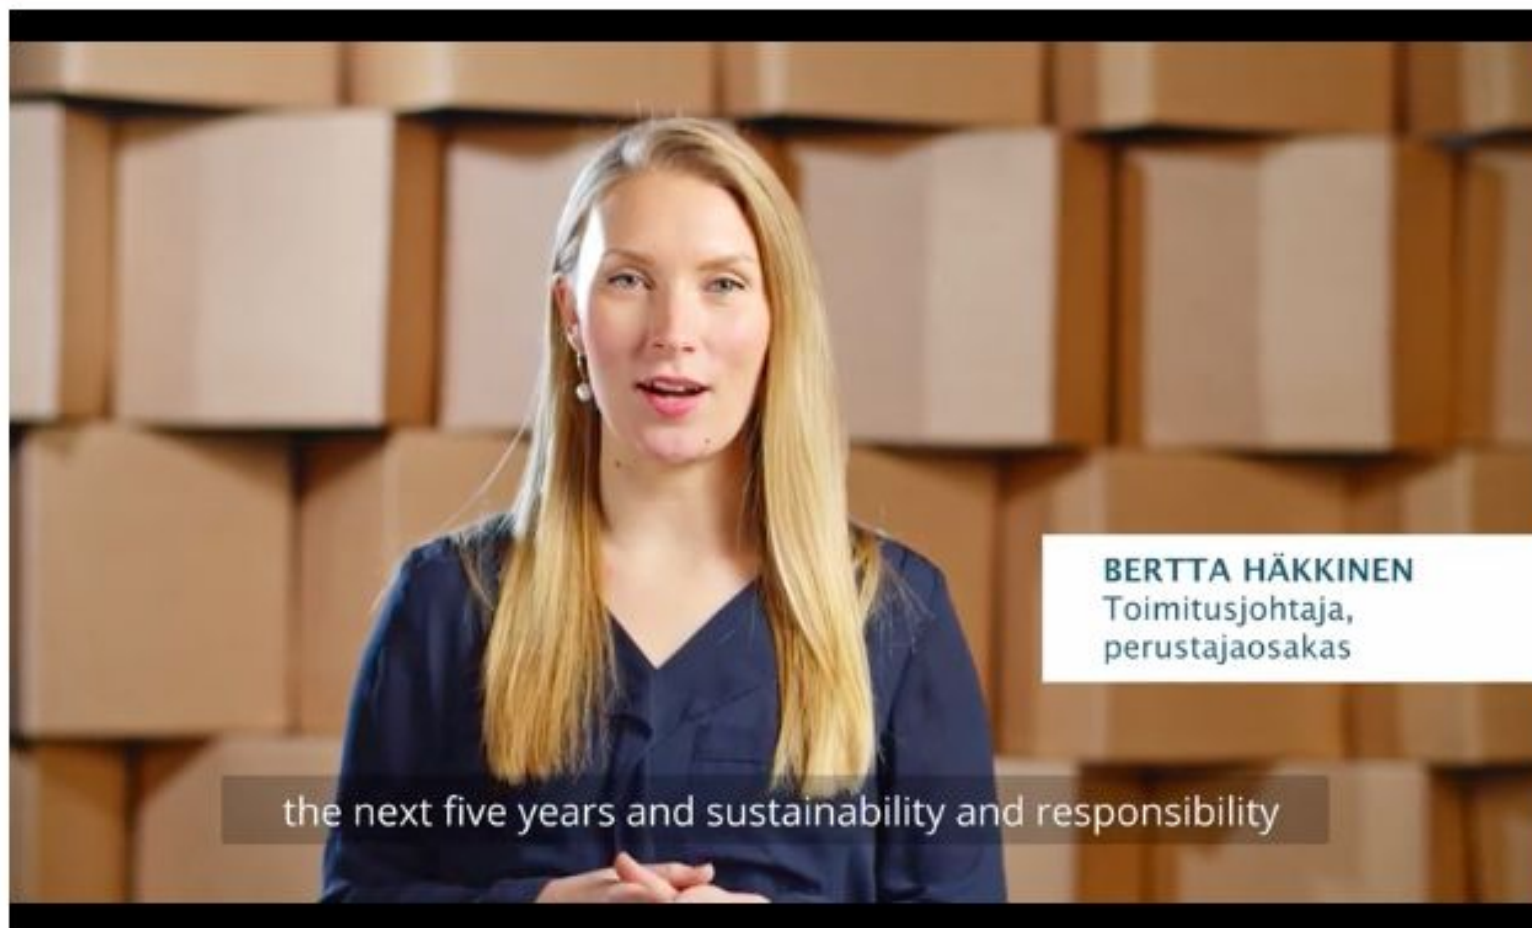 BERTTA HÄKKINEN
Toimitusjohtaja,
perustajaosakas
the next five years and sustainability and responsibility